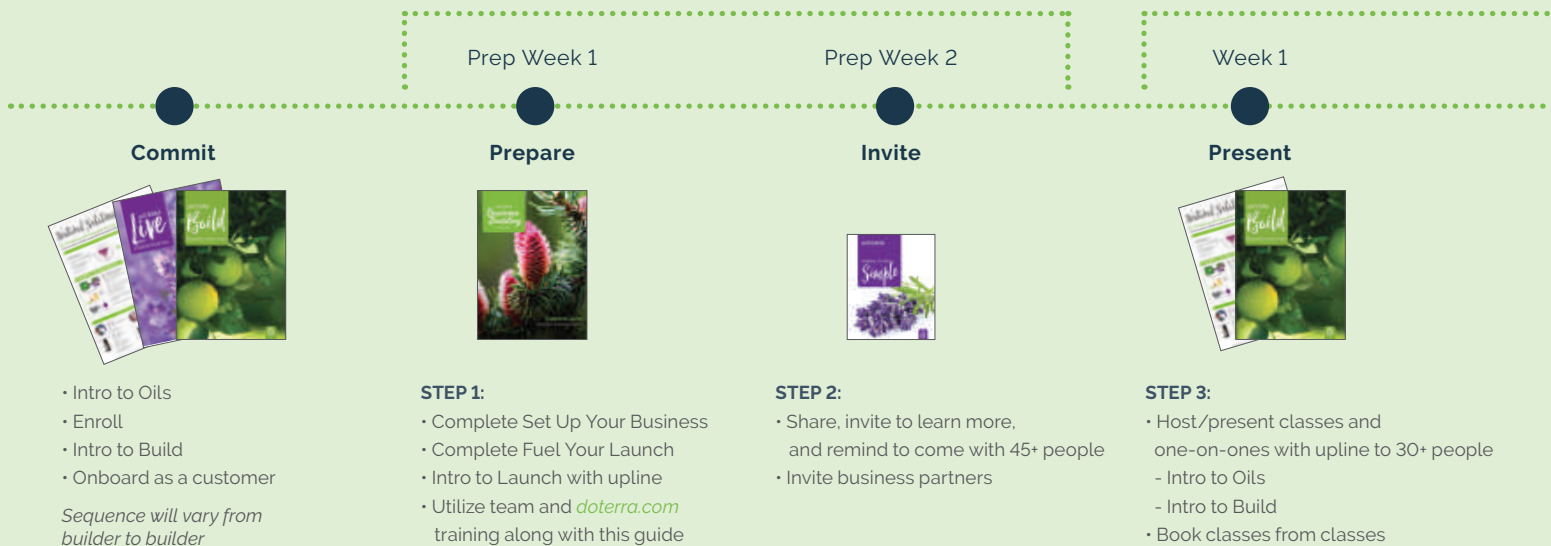 Prep Week 1
Prep Week 2
Week 1
Commit
Prepare
Invite
Present
Natural Solutions
Live
Build
Simple
Build
• Intro to Oils
• Enroll
• Intro to Build
• Onboard as a customer
Sequence will vary from
builder to builder
STEP 1:
• Complete Set Up Your Business
• Complete Fuel Your Launch
• Intro to Launch with upline
• Utilize team and doterra.com
training along with this guide
STEP 2:
• Share, invite to learn more,
and remind to come with 45+ people
• Invite business partners
STEP 3:
• Host/present classes and
one-on-ones with upline to 30+ people
- Intro to Oils
- Intro to Build
• Book classes from classes